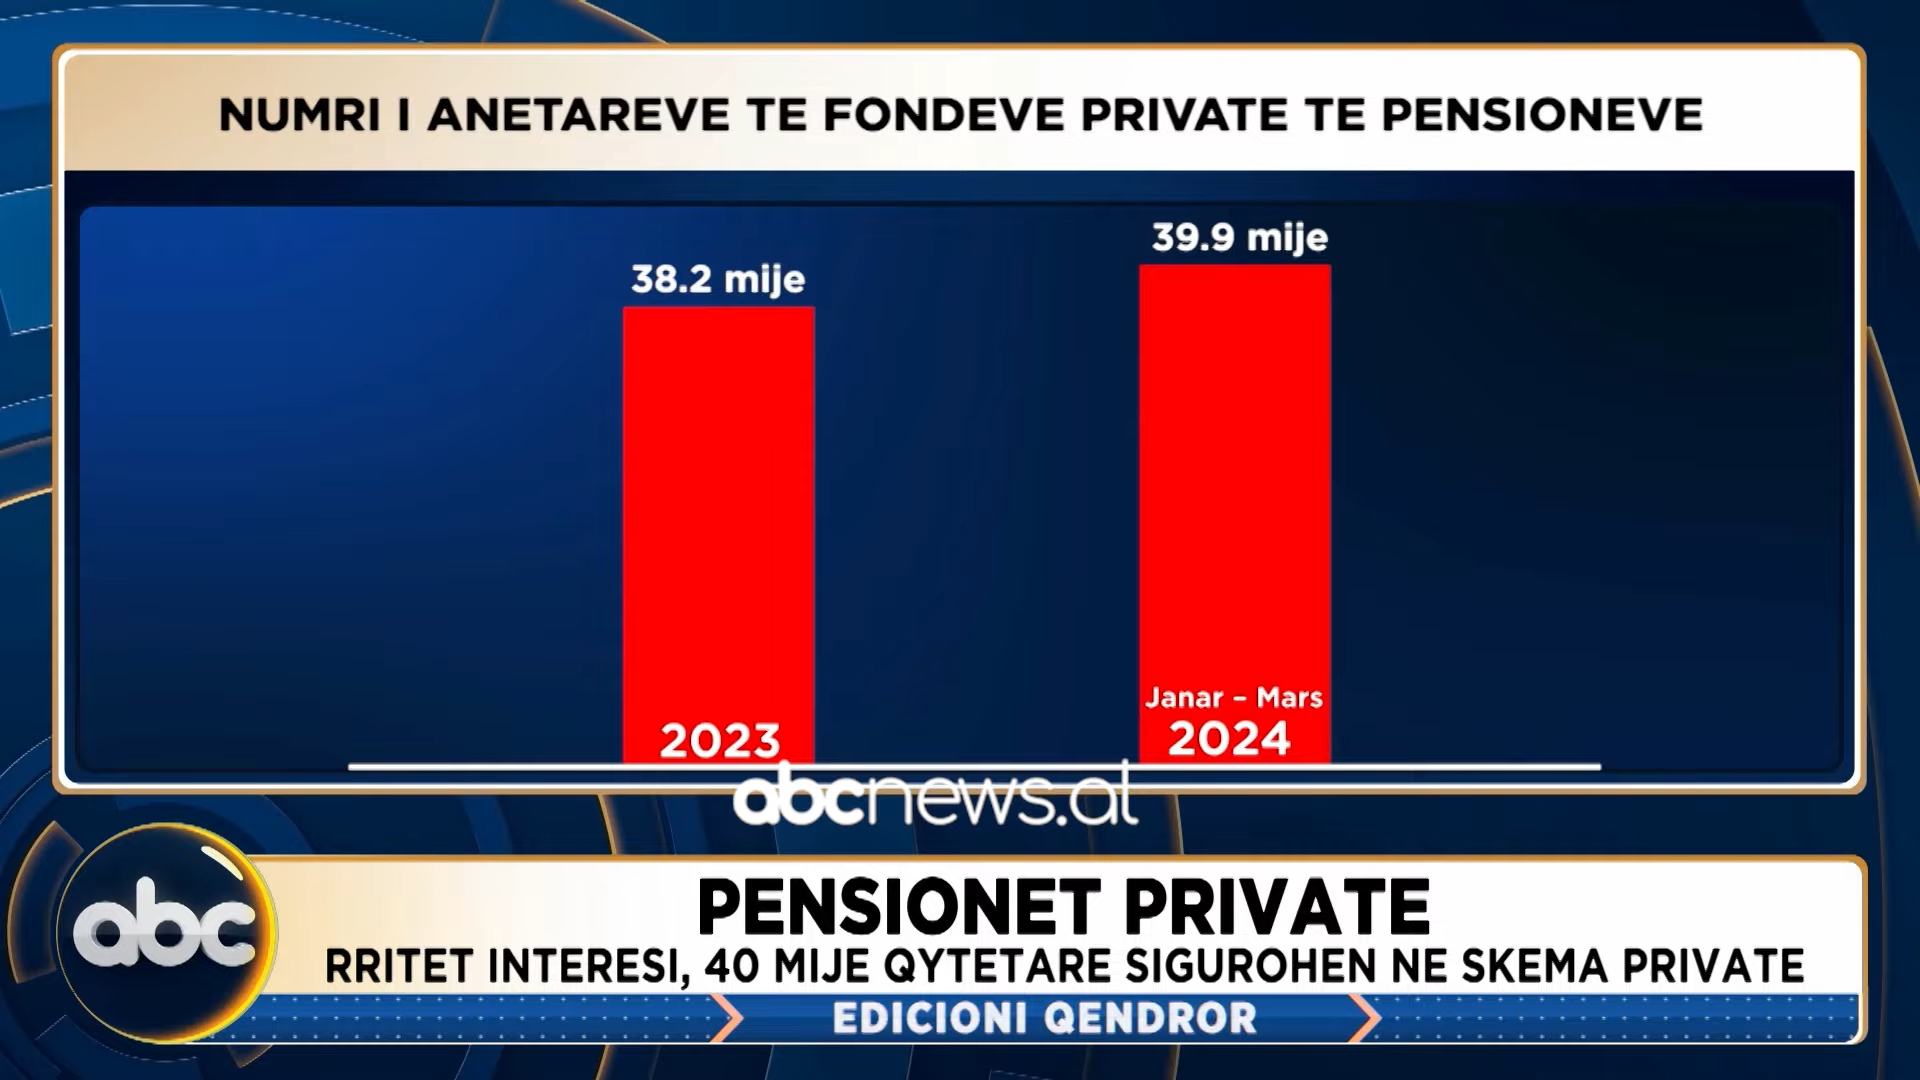 NUMRI I ANETAREVE TE FONDEVE PRIVATE TE PENSIONEVE
39.9 mije
38.2 mije
Janar – Mars
2023
2024
abcnews.al
abc
PENSIONET PRIVATE
RRITET INTERESI, 40 MIJE QYTETARE SIGUROHEN NE SKEMA PRIVATE
EDICIONI QENDROR